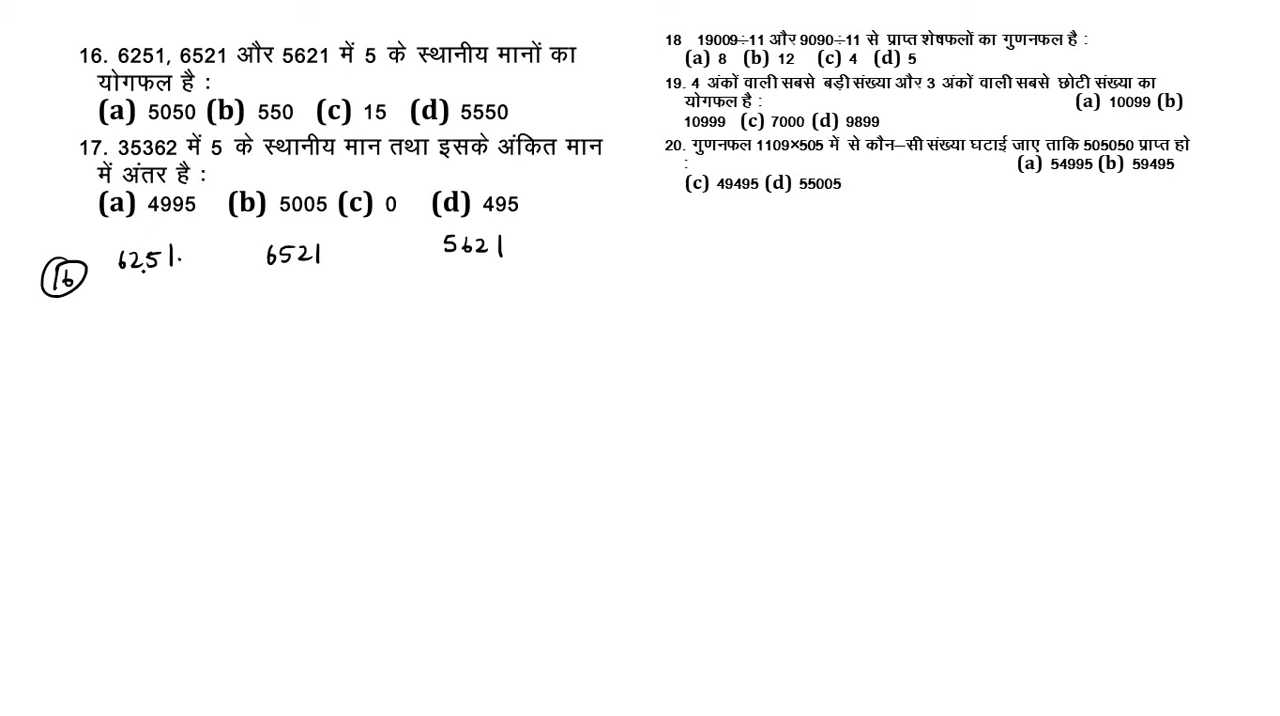 16. 6251, 6521 और 5621 में 5 के स्थानीय मानों का
योगफल है :
(a) 5050 (b) 550 (c) 15 (d) 5550
17. 35362 में 5 के स्थानीय मान तथा इसके अंकित मान
में अंतर है :
(a) 4995 (b) 5005 (c) 0 (d) 495
16 6251 6521 5621
18 19009÷11 और 9090÷11 से प्राप्त शेषफलों का गुणनफल है :
(a) 8 (b) 12 (c) 4 (d) 5
19. 4 अंकों वाली सबसे बड़ी संख्या और 3 अंकों वाली सबसे छोटी संख्या का
योगफल है : (a) 10099 (b)
10999 (c) 7000 (d) 9899
20. गुणनफल 1109×505 में से कौन–सी संख्या घटाई जाए ताकि 505050 प्राप्त हो
: (a) 54995 (b) 59495
(c) 49495 (d) 55005